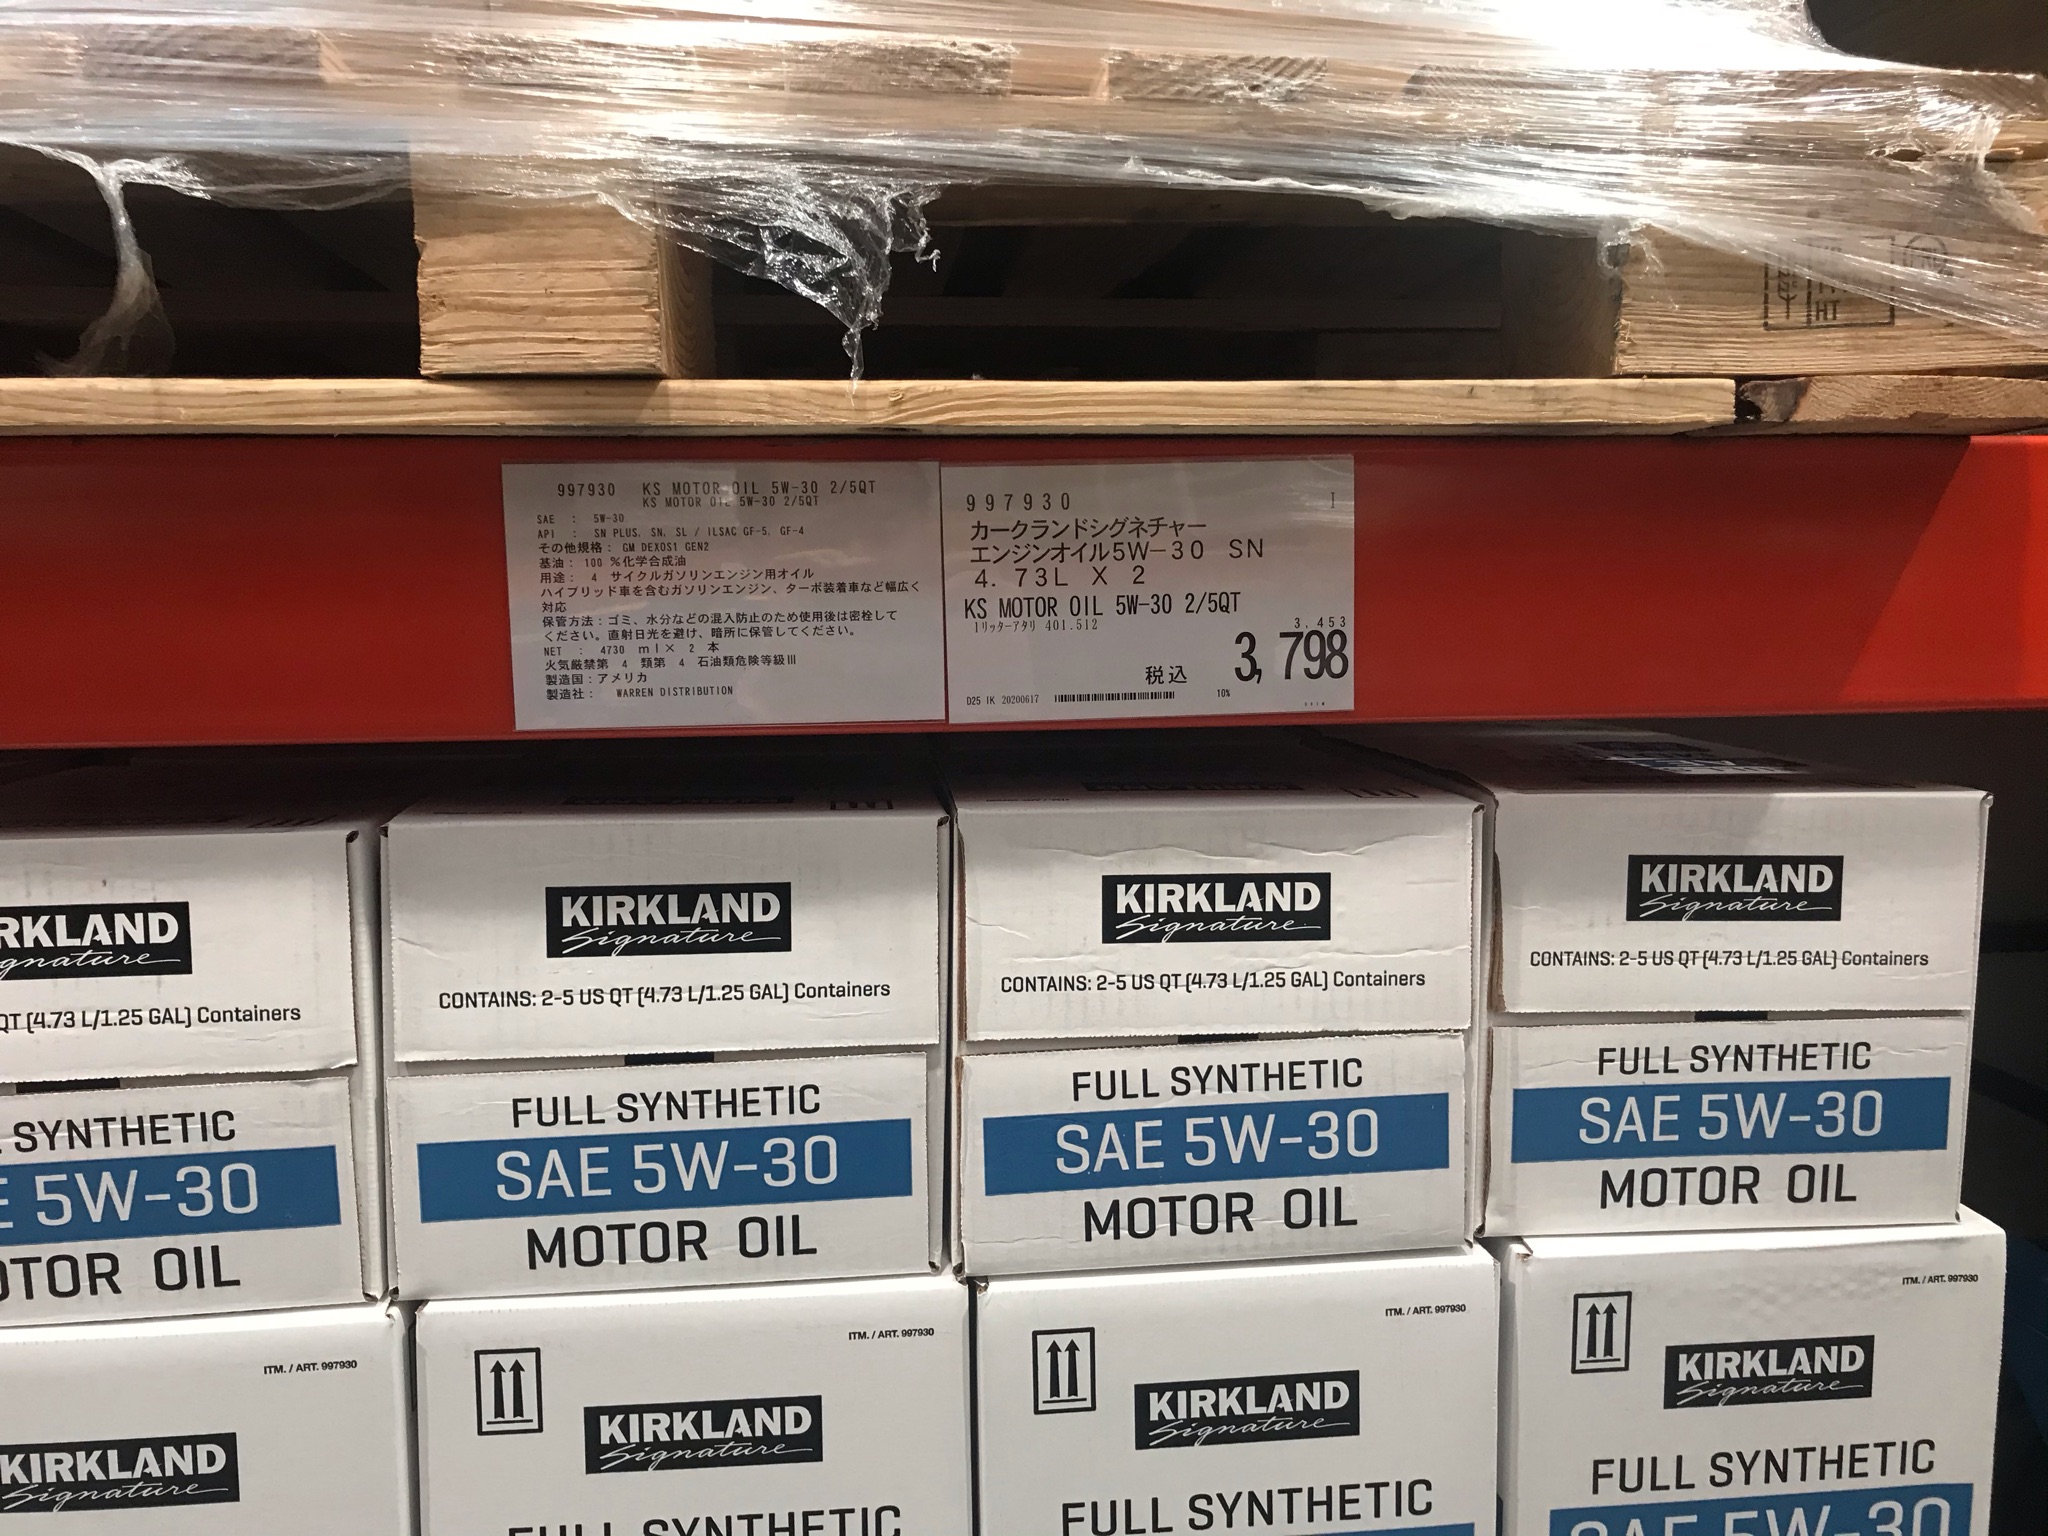 HT
997930 KS MOTOR OIL 5W-30 2/5QT
KS MOTOR OIL 5W-30 2/5QT
SAE : 5W-30
API : SN PLUS, SN, SL / ILSAC GF-5, GF-4
その他規格: GM DEXOS1 GEN2
基油: 100 %化学合成油
用途: 4 サイクルガソリンエンジン用オイル
ハイブリッド車を含むガソリンエンジン、ターボ装着車など幅広く
対応
保管方法:ゴミ、水分などの混入防止のため使用後は密栓して
ください。直射日光を避け、暗所に保管してください。
NET : 4730 ml× 2 本
火気厳禁第 4 類第 4 石油類危険等級Ⅲ
製造国:アメリカ
製造社: WARREN DISTRIBUTION
997930 I
カークランドシグネチャー
エンジンオイル5W-30 SN
4.73L X 2
KS MOTOR OIL 5W-30 2/5QT
1リッターアタリ 401.512
3,453
税込 3,798
D25 IK 20200617 10%
RKLAND
gnature
QT (4.73 L/1.25 GAL) Containers
SYNTHETIC
E 5W-30
OTOR OIL
KIRKLAND
Signature
CONTAINS: 2-5 US QT (4.73 L/1.25 GAL) Containers
FULL SYNTHETIC
SAE 5W-30
MOTOR OIL
KIRKLAND
Signature
CONTAINS: 2-5 US QT (4.73 L/1.25 GAL) Containers
FULL SYNTHETIC
SAE 5W-30
MOTOR OIL
KIRKLAND
Signature
CONTAINS: 2-5 US QT (4.73 L/1.25 GAL) Containers
FULL SYNTHETIC
SAE 5W-30
MOTOR OIL
ITM. / ART. 997930
KIRKLAND
Signature
ITM. / ART. 997930
KIRKLAND
Signature
FULL SYNTHETIC
ITM. / ART. 997930
KIRKLAND
Signature
FULL SYNTHETIC
ITM. / ART. 997930
KIRKLAND
Signature
FULL SYNTHETIC
SAE 5W-30